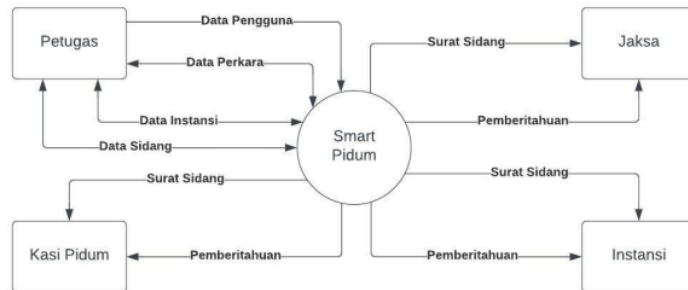 Petugas
Data Pengguna
Data Perkara
Data Instansi
Data Sidang
Smart
Pidum
Surat Sidang
Jaksa
Pemberitahuan
Surat Sidang
Kasi Pidum
Pemberitahuan
Surat Sidang
Pemberitahuan
Instansi